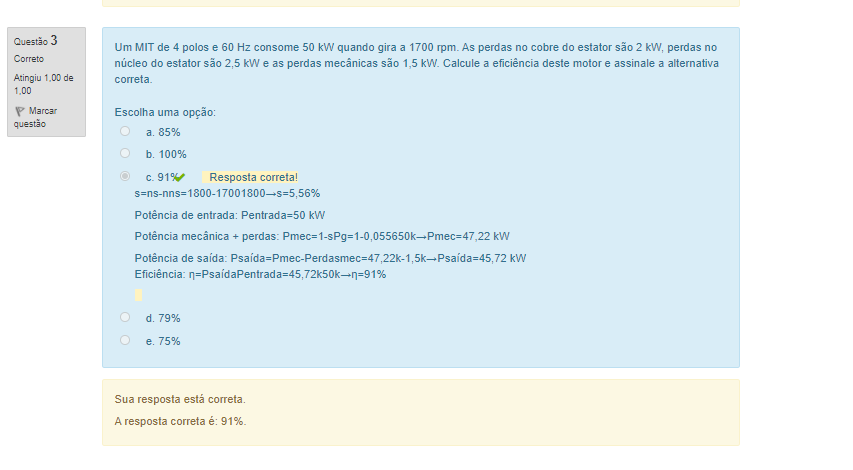 Questão 3
Correto
Atingiu 1,00 de
1,00
Marcar
questão
Um MIT de 4 polos e 60 Hz consome 50 kW quando gira a 1700 rpm. As perdas no cobre do estator são 2 kW, perdas no
núcleo do estator são 2,5 kW e as perdas mecânicas são 1,5 kW. Calcule a eficiência deste motor e assinale a alternativa
correta.
Escolha uma opção:
a. 85%
b. 100%
c. 91% Resposta correta!
s=ns-nns=1800-17001800→s=5,56%
Potência de entrada: Pentrada=50 kW
Potência mecânica + perdas: Pmec=1-sPg=1-0,055650k→Pmec=47,22 kW
Potência de saída: Psaída=Pmec-Perdasmec=47,22k-1,5k→Psaída=45,72 kW
Eficiência: η=PsaídaPentrada=45,72k50k→η=91%
d. 79%
e. 75%
Sua resposta está correta.
A resposta correta é: 91%.